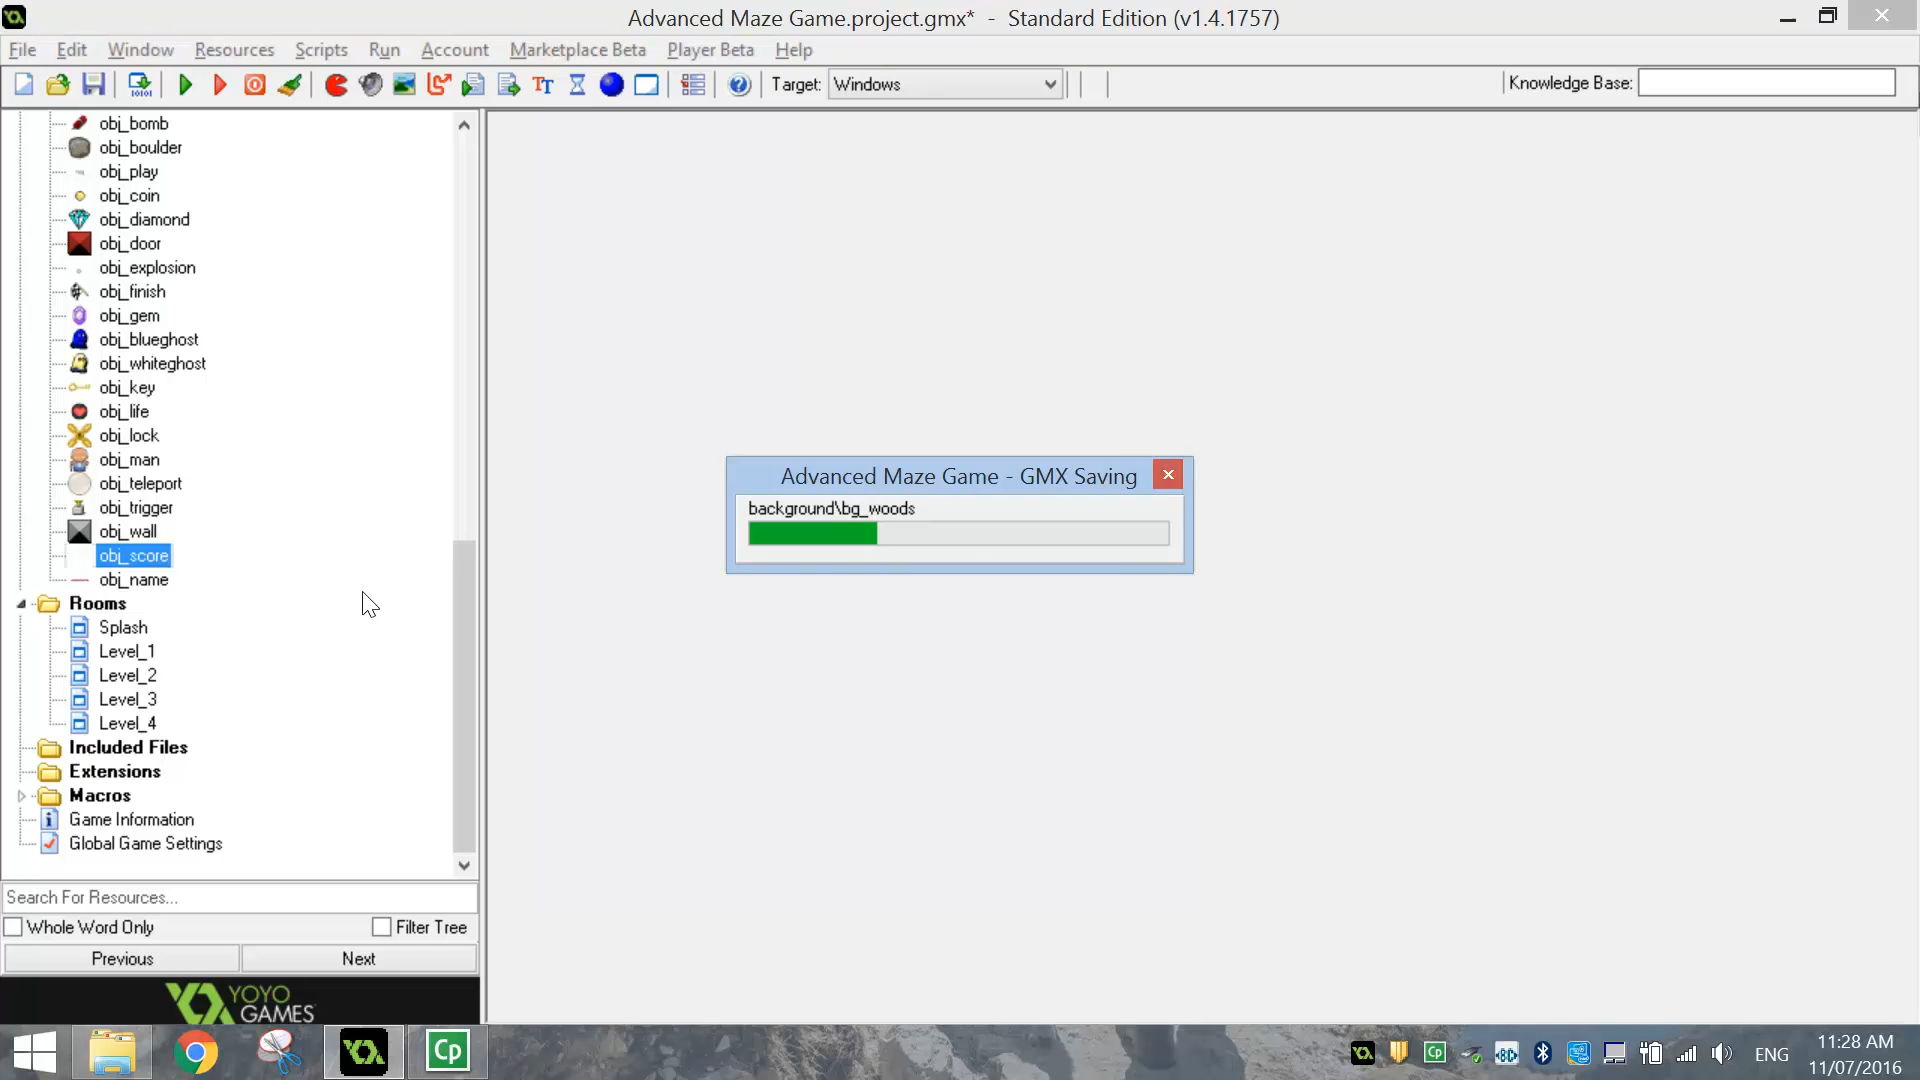 Advanced Maze Game.project.gmx* - Standard Edition (v1.4.1757)
File Edit Window Resources Scripts Run Account Marketplace Beta Player Beta Help
Target: Windows
Knowledge Base:
obj_bomb
obj_boulder
obj_play
obj_coin
obj_diamond
obj_door
obj_explosion
obj_finish
obj_gem
obj_blueghost
obj_whiteghost
obj_key
obj_life
obj_lock
obj_man
obj_teleport
obj_trigger
obj_wall
obj_score
obj_name
Rooms
Splash
Level_1
Level_2
Level_3
Level_4
Included Files
Extensions
Macros
Game Information
Global Game Settings
Search For Resources...
Whole Word Only Filter Tree
Previous Next
YOYO
GAMES
Advanced Maze Game - GMX Saving
background\bg_woods
Cp
Cp
ENG
11:28 AM
11/07/2016